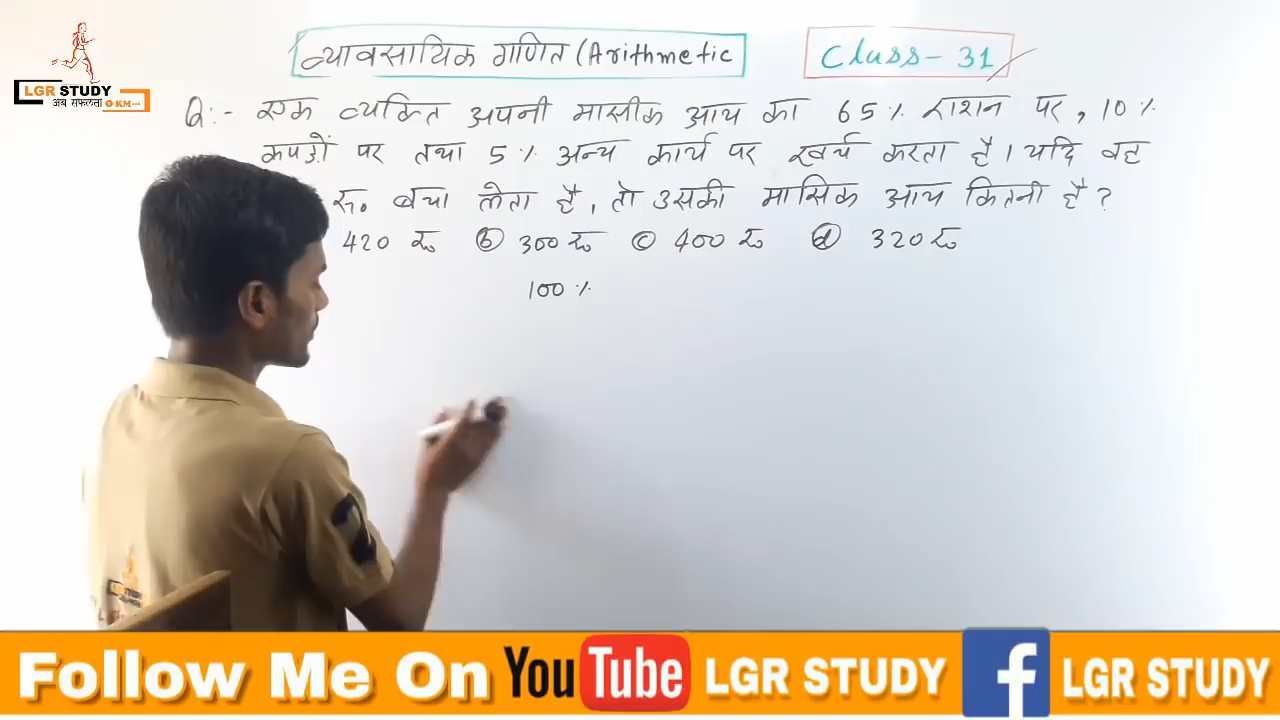 व्यावसायिक गणित (Arithmetic
Class-31
LGR STUDY
अब सफलता 0 KM...
Q:- एक व्यक्ति अपनी मासीक आय का 65% राशन पर, 10%
कपड़ों पर तथा 5% अन्य कार्य पर खर्च करता है। यदि वह
रू० बचा लेता है, तो उसकी मासिक आय कितनी है?
420 रु (b) 300 रु (c) 400 रु (d) 320 रु
100%
Follow Me On YouTube LGR STUDY f LGR STUDY